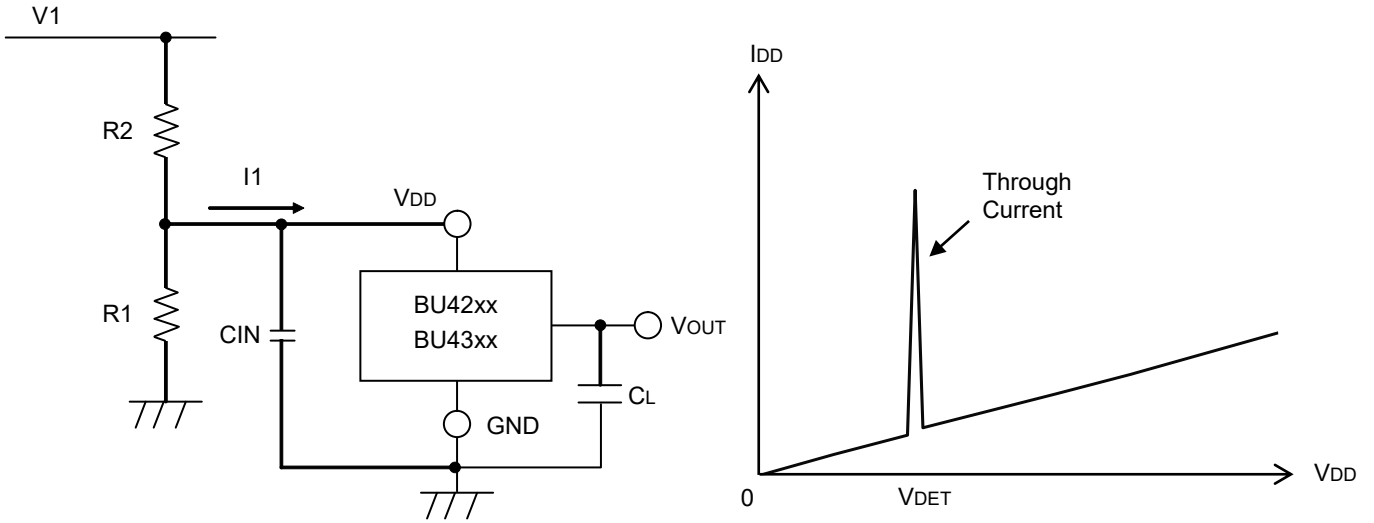 V1
R2
I1
VDD
R1
CIN
BU42xx
BU43xx
VOUT
CL
GND
IDD
Through
Current
VDD
0
VDET